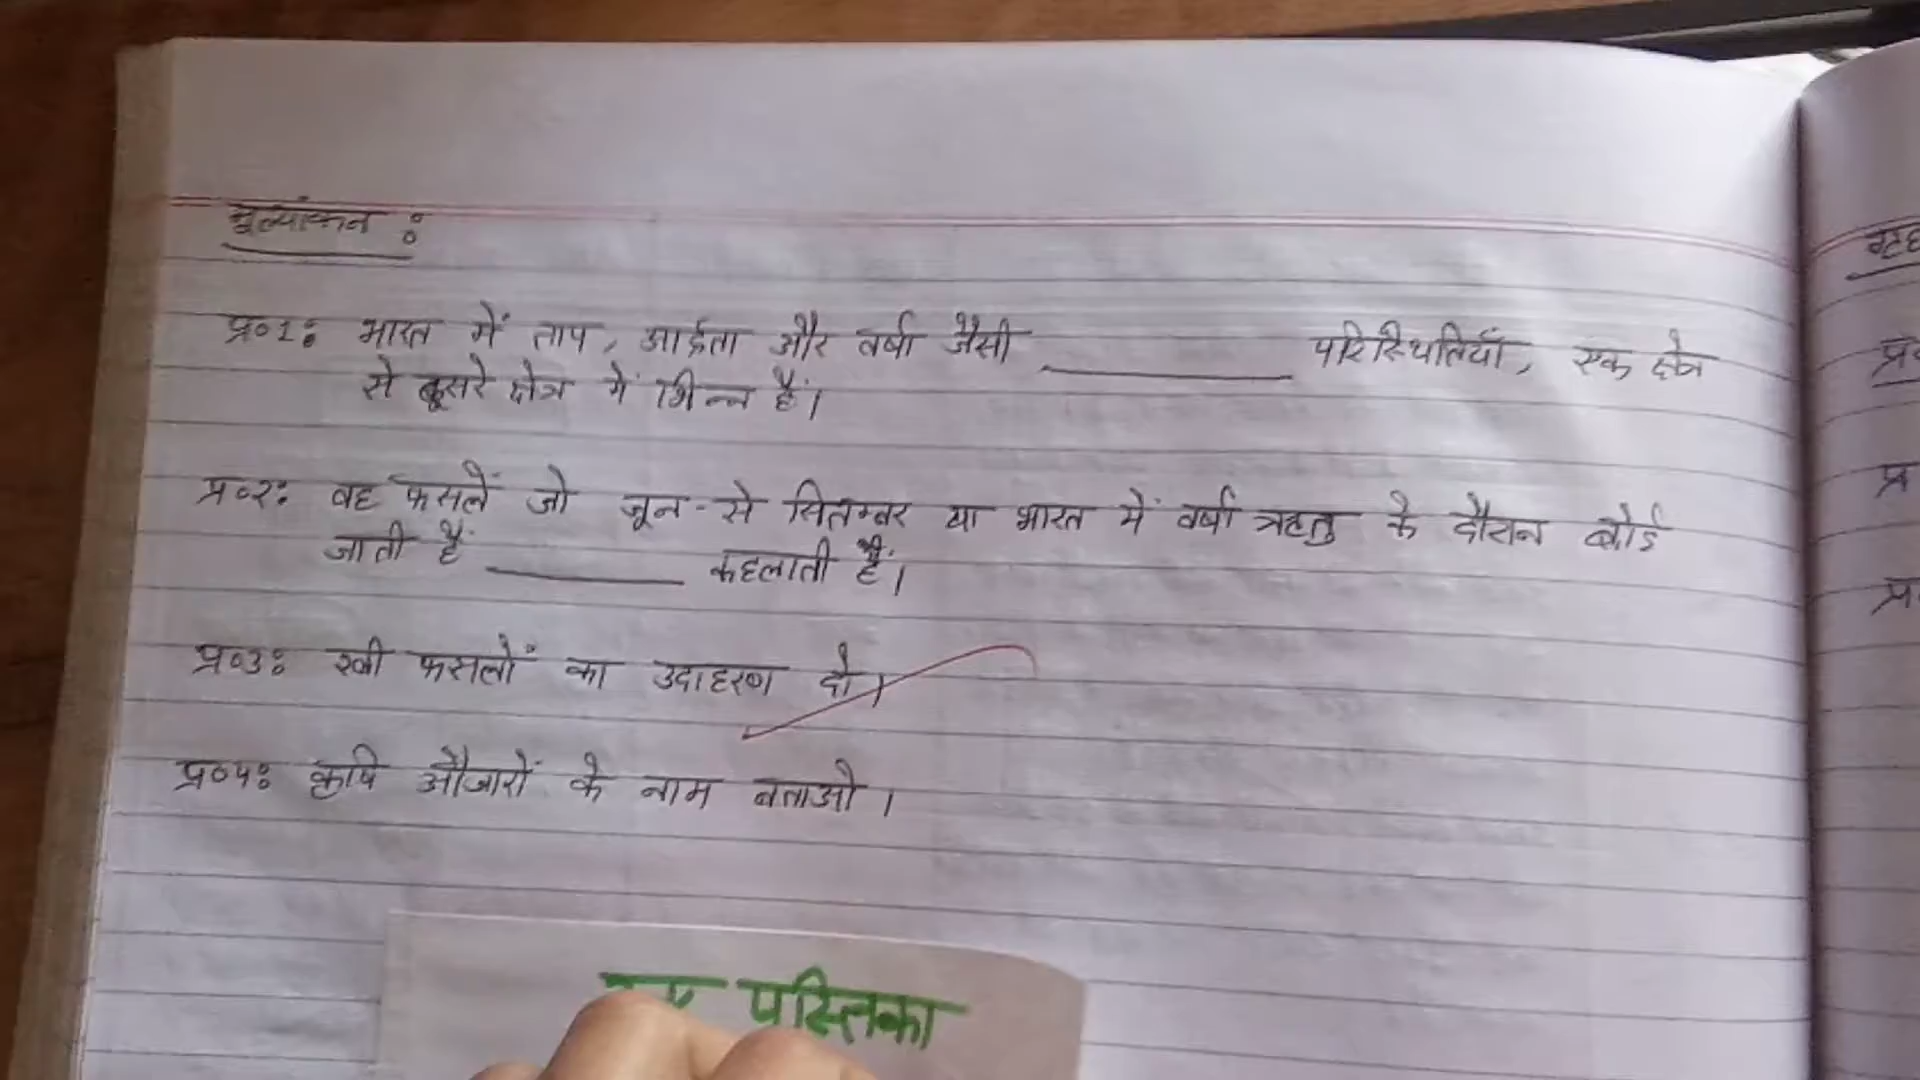 मूल्यांकन :
प्र०1: भारत में ताप, आर्द्रता और वर्षा जैसी ________ परिस्थितियाँ, एक क्षेत्र
से दूसरे क्षेत्र में भिन्न हैं।
प्र०२: वह फसलें जो जून - से सितम्बर या भारत में वर्षा ऋतु के दौरान बोई
जाती हैं ________ कहलाती हैं।
प्र०3: रबी फसलों का उदाहरण दो।
प्र०4: कृषि औजारों के नाम बताओ।
पुस्तिका